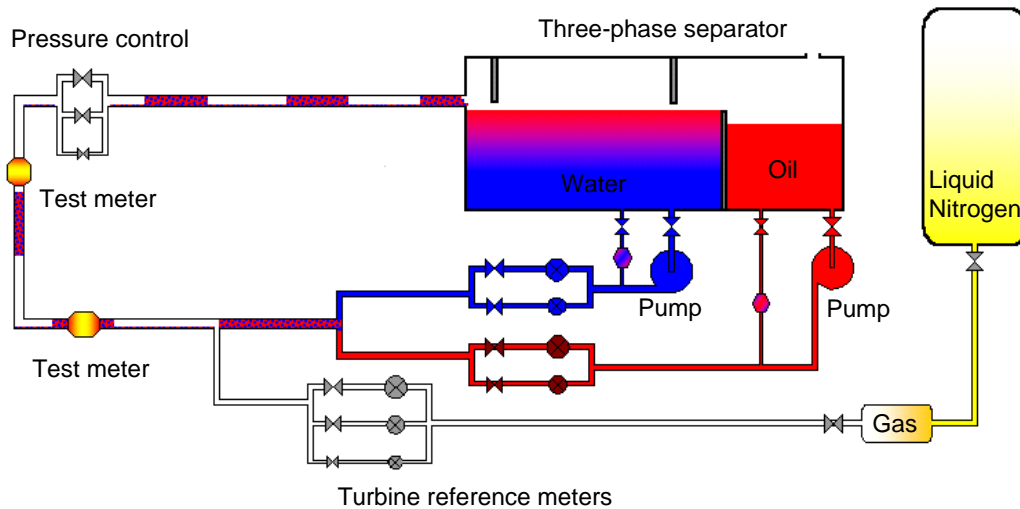 Pressure control
Three-phase separator
Test meter
Water
Oil
Liquid
Nitrogen
Pump
Pump
Test meter
Gas
Turbine reference meters